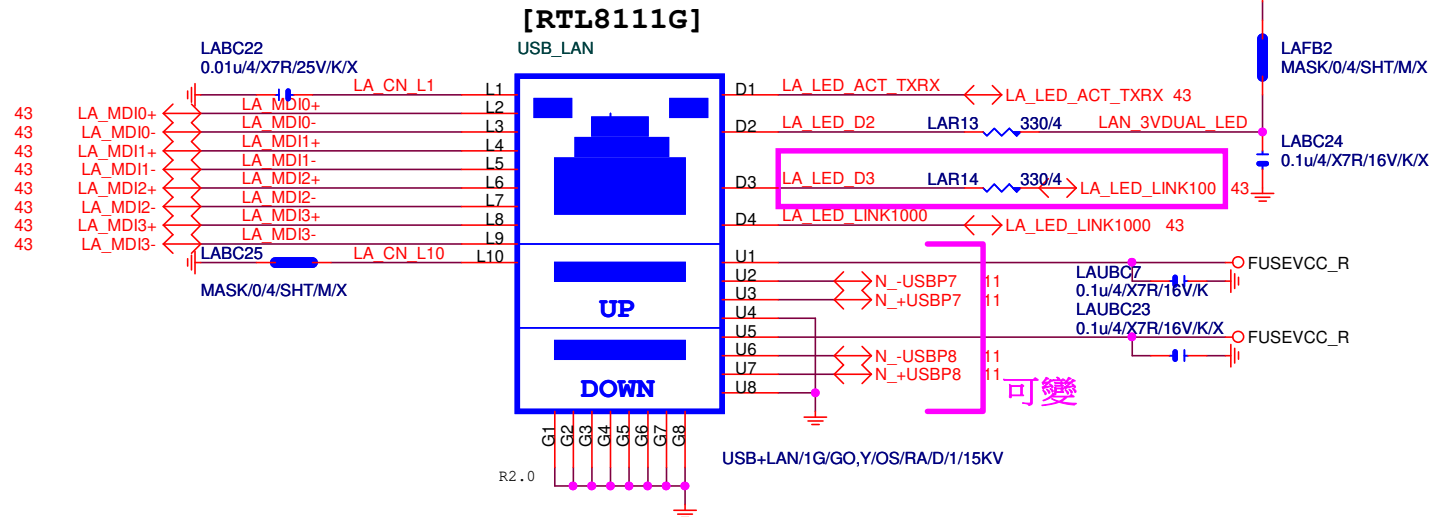 [RTL8111G]
USB_LAN
LABC22
0.01u/4/X7R/25V/K/X
LAFB2
MASK/0/4/SHT/M/X
LA_CN_L1
L1
D1
LA_LED_ACT_TXRX
LA_LED_ACT_TXRX 43
43 LA_MDI0+
LA_MDI0+
L2
43 LA_MDI0-
LA_MDI0-
L3
D2
LA_LED_D2
LAR13
330/4
LAN_3VDUAL_LED
LABC24
0.1u/4/X7R/16V/K/X
43 LA_MDI1+
LA_MDI1+
L4
43 LA_MDI1-
LA_MDI1-
L5
43 LA_MDI2+
LA_MDI2+
L6
D3
LA_LED_D3
LAR14
330/4
LA_LED_LINK100 43
43 LA_MDI2-
LA_MDI2-
L7
43 LA_MDI3+
LA_MDI3+
L8
D4
LA_LED_LINK1000
LA_LED_LINK1000 43
43 LA_MDI3-
LA_MDI3-
L9
LABC25
LA_CN_L10
L10
MASK/0/4/SHT/M/X
U1
FUSEVCC_R
U2
N_-USBP7 11
U3
N_+USBP7 11
LAUBC7
0.1u/4/X7R/16V/K
UP
U4
LAUBC23
0.1u/4/X7R/16V/K/X
U5
FUSEVCC_R
U6
N_-USBP8 11
U7
N_+USBP8 11
DOWN
U8
可變
G1 G2 G3 G4 G5 G6 G7 G8
USB+LAN/1G/GO,Y/OS/RA/D/1/15KV
R2.0